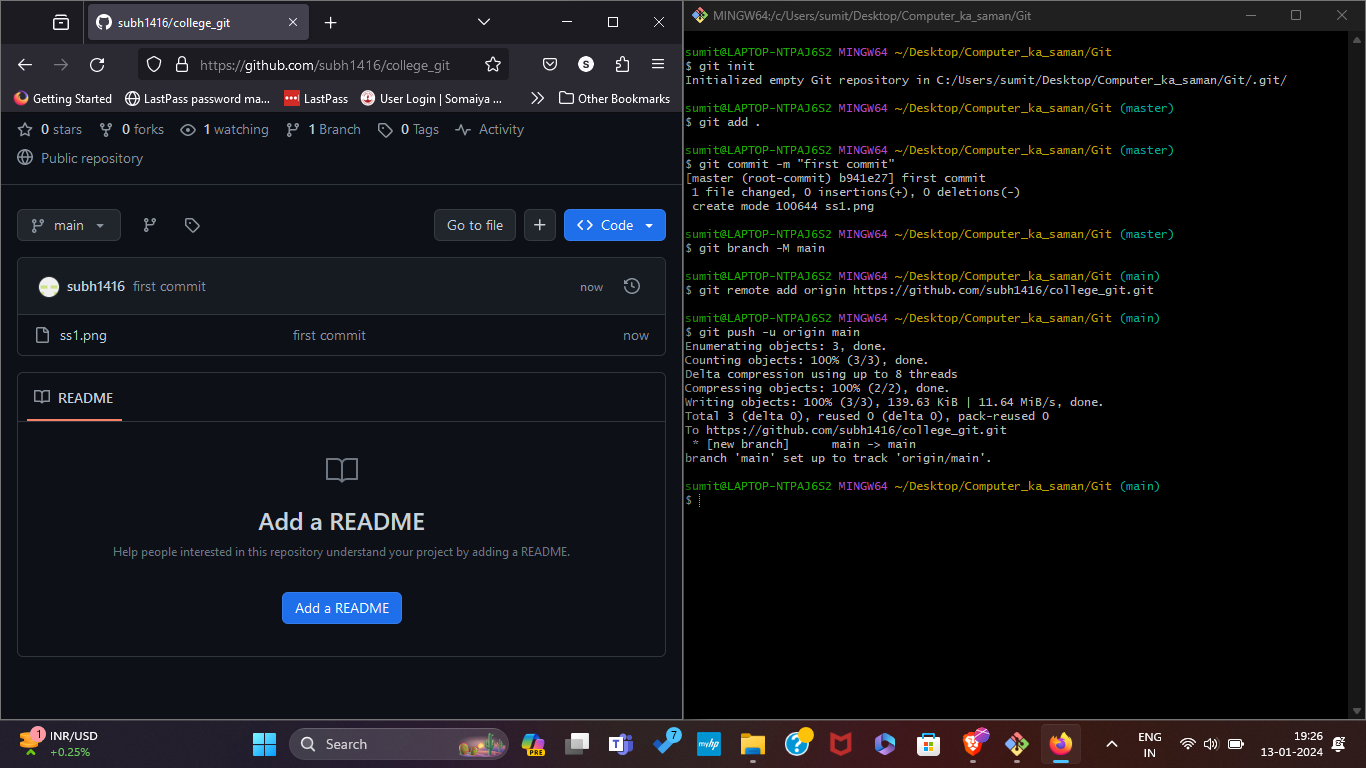 subh1416/college_git
https://github.com/subh1416/college_git
S
Getting Started
LastPass password ma...
LastPass
User Login | Somaiya ...
Other Bookmarks
0 stars
0 forks
1 watching
1 Branch
0 Tags
Activity
Public repository
main
Go to file
Code
subh1416 first commit now
ss1.png first commit now
README
Add a README
Help people interested in this repository understand your project by adding a README.
Add a README
MINGW64:/c/Users/sumit/Desktop/Computer_ka_saman/Git
sumit@LAPTOP-NTPAJ6S2 MINGW64 ~/Desktop/Computer_ka_saman/Git
$ git init
Initialized empty Git repository in C:/Users/sumit/Desktop/Computer_ka_saman/Git/.git/
sumit@LAPTOP-NTPAJ6S2 MINGW64 ~/Desktop/Computer_ka_saman/Git (master)
$ git add .
sumit@LAPTOP-NTPAJ6S2 MINGW64 ~/Desktop/Computer_ka_saman/Git (master)
$ git commit -m "first commit"
[master (root-commit) b941e27] first commit
1 file changed, 0 insertions(+), 0 deletions(-)
create mode 100644 ss1.png
sumit@LAPTOP-NTPAJ6S2 MINGW64 ~/Desktop/Computer_ka_saman/Git (master)
$ git branch -M main
sumit@LAPTOP-NTPAJ6S2 MINGW64 ~/Desktop/Computer_ka_saman/Git (main)
$ git remote add origin https://github.com/subh1416/college_git.git
sumit@LAPTOP-NTPAJ6S2 MINGW64 ~/Desktop/Computer_ka_saman/Git (main)
$ git push -u origin main
Enumerating objects: 3, done.
Counting objects: 100% (3/3), done.
Delta compression using up to 8 threads
Compressing objects: 100% (2/2), done.
Writing objects: 100% (3/3), 139.63 KiB | 11.64 MiB/s, done.
Total 3 (delta 0), reused 0 (delta 0), pack-reused 0
To https://github.com/subh1416/college_git.git
* [new branch] main -> main
branch 'main' set up to track 'origin/main'.
sumit@LAPTOP-NTPAJ6S2 MINGW64 ~/Desktop/Computer_ka_saman/Git (main)
$
1
INR/USD
+0.25%
Search
PRE
7
myhp
ENG
IN
19:26
13-01-2024